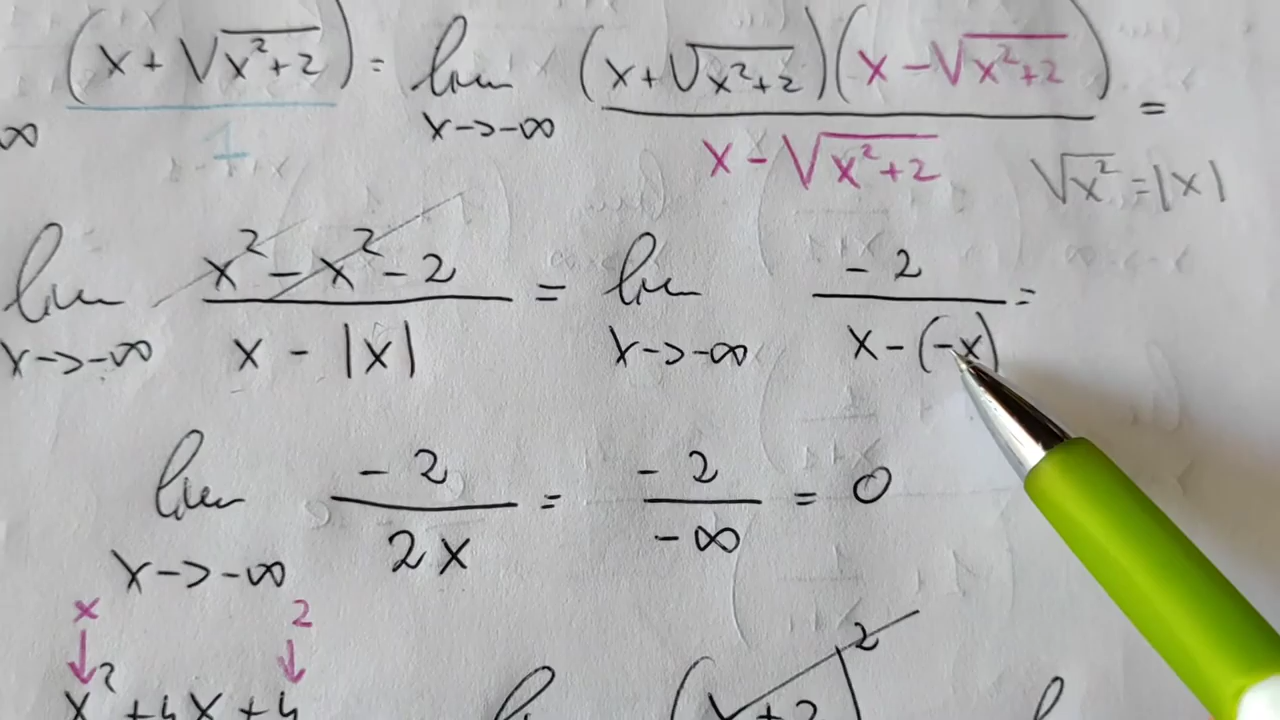 (x + √x²+2) / 1 = lim x→-∞ (x+√x²+2)(x-√x²+2) / x-√x²+2 =
∞
√x² = |x|
lim x→-∞ x²-x²-2 / x-|x| = lim x→-∞ -2 / x-(-x) =
lim x→-∞ -2 / 2x = -2 / -∞ = 0
x 2
↓ ↓
x²+4x+4